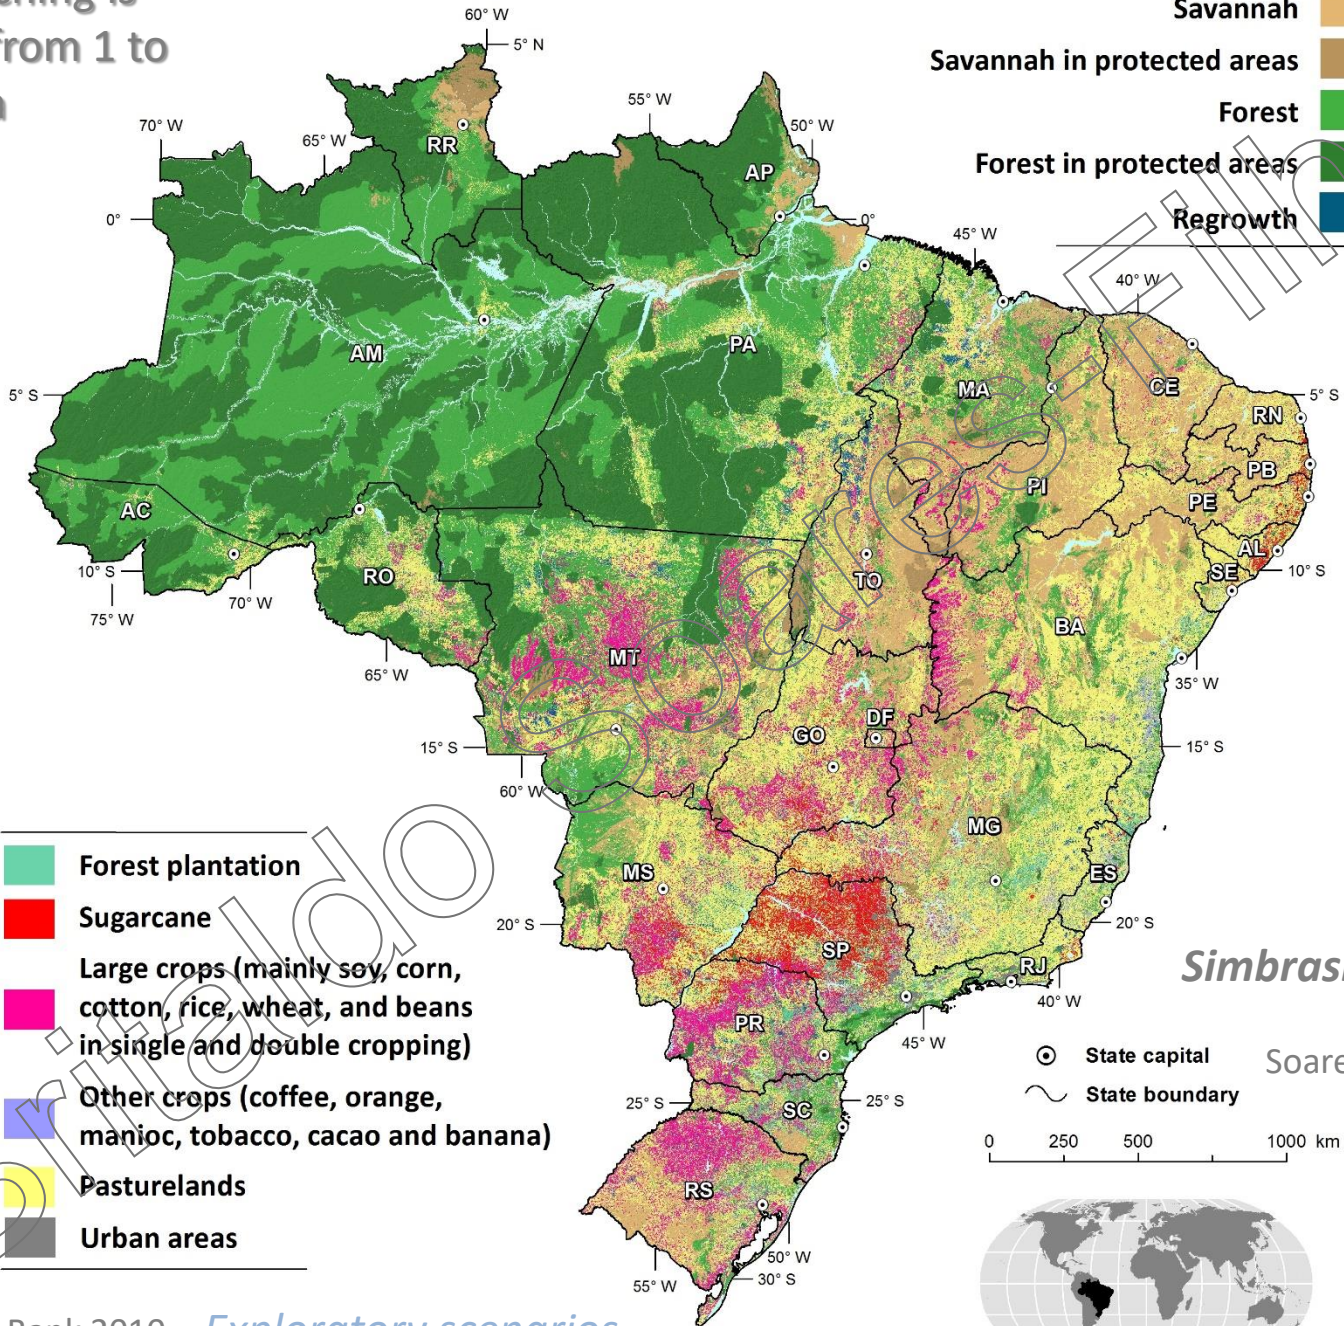 from 1 to
Savannah
Savannah in protected areas
Forest
Forest in protected areas
Regrowth
60° W
5° N
55° W
50° W
70° W
65° W
RR
AP
0°
0°
45° W
40° W
AM
PA
MA
CE
5° S
5° S
RN
PB
PI
PE
AC
AL
10° S
10° S
RO
TO
SE
75° W
70° W
BA
MT
65° W
35° W
DF
GO
15° S
15° S
60° W
MG
MS
ES
20° S
20° S
SP
RJ
40° W
PR
45° W
25° S
25° S
SC
RS
50° W
55° W
30° S
Forest plantation
Sugarcane
Large crops (mainly soy, corn,
cotton, rice, wheat, and beans
in single and double cropping)
Other crops (coffee, orange,
manioc, tobacco, cacao and banana)
Pasturelands
Urban areas
State capital
State boundary
0 250 500 1000 km
Exploratory scenarios
Britaldo Soares-Filh